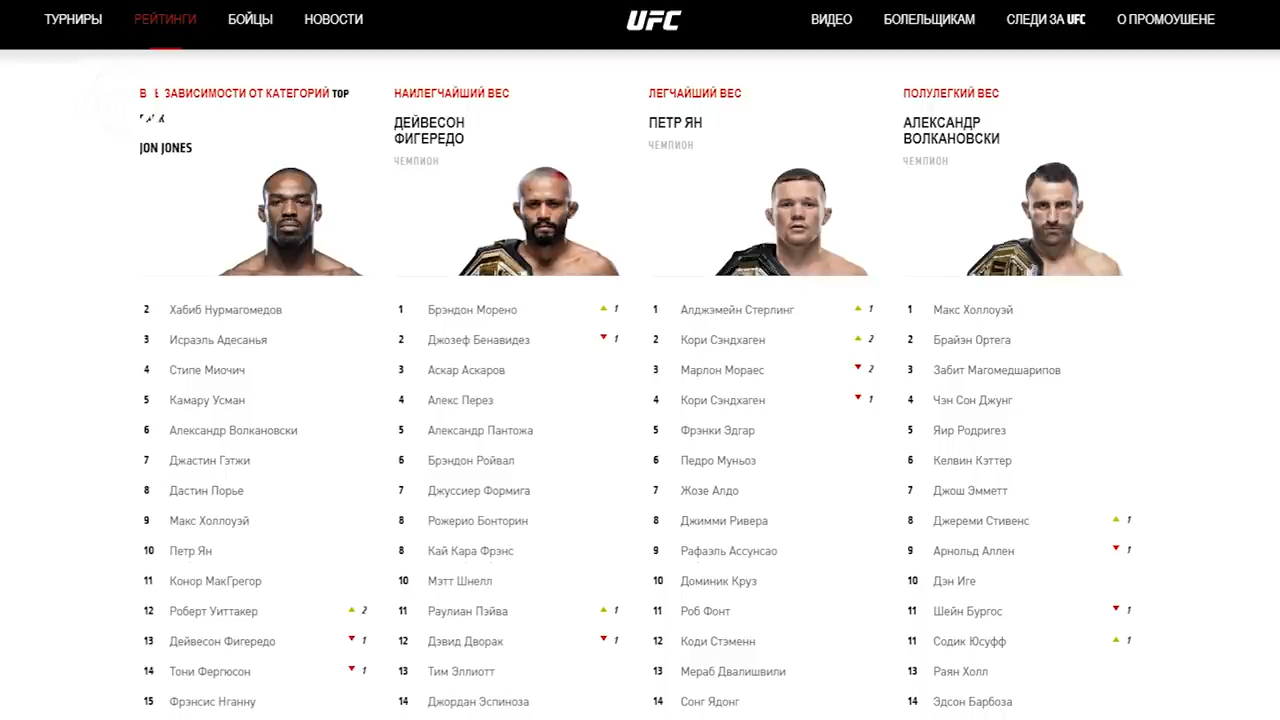 ТУРНИРЫ РЕЙТИНГИ БОЙЦЫ НОВОСТИ UFC ВИДЕО БОЛЕЛЬЩИКАМ СЛЕДИ ЗА UFC О ПРОМОУШЕНЕ
ЗАВИСИМОСТИ ОТ КАТЕГОРИЙ TOP
JON JONES
2 Хабиб Нурмагомедов
3 Исраэль Адесанья
4 Стипе Миочич
5 Камару Усман
6 Александр Волкановски
7 Джастин Гэтжи
8 Дастин Порье
9 Макс Холлоуэй
10 Петр Ян
11 Конор МакГрегор
12 Роберт Уиттакер 2
13 Дейвесон Фигередо 1
14 Тони Фергюсон 1
15 Фрэнсис Нганну
НАИЛЕГЧАЙШИЙ ВЕС
ДЕЙВЕСОН
ФИГЕРЕДО
ЧЕМПИОН
1 Брэндон Морено 1
2 Джозеф Бенавидез 1
3 Аскар Аскаров
4 Алекс Перез
5 Александр Пантожа
6 Брэндон Ройвал
7 Джуссиер Формига
8 Рожерио Бонторин
8 Кай Кара Фрэнс
10 Мэтт Шнелл
11 Раулиан Пэйва 1
12 Дэвид Дворак 1
13 Тим Эллиотт
14 Джордан Эспиноза
ЛЕГЧАЙШИЙ ВЕС
ПЕТР ЯН
ЧЕМПИОН
1 Алджэмейн Стерлинг 1
2 Кори Сэндхаген 2
3 Марлон Мораес 2
4 Кори Сэндхаген 1
5 Фрэнки Эдгар
6 Педро Муньоз
7 Жозе Алдо
8 Джимми Ривера
9 Рафаэль Ассунсао
10 Доминик Круз
11 Роб Фонт
12 Коди Стэменн
13 Мераб Двалишвили
14 Сонг Ядонг
ПОЛУЛЕГКИЙ ВЕС
АЛЕКСАНДР
ВОЛКАНОВСКИ
ЧЕМПИОН
1 Макс Холлоуэй
2 Брайэн Ортега
3 Забит Магомедшарипов
4 Чэн Сон Джунг
5 Яир Родригез
6 Келвин Кэттер
7 Джош Эмметт
8 Джереми Стивенс 1
9 Арнольд Аллен 1
10 Дэн Иге
11 Шейн Бургос 1
11 Содик Юсуфф 1
13 Раян Холл
14 Эдсон Барбоза